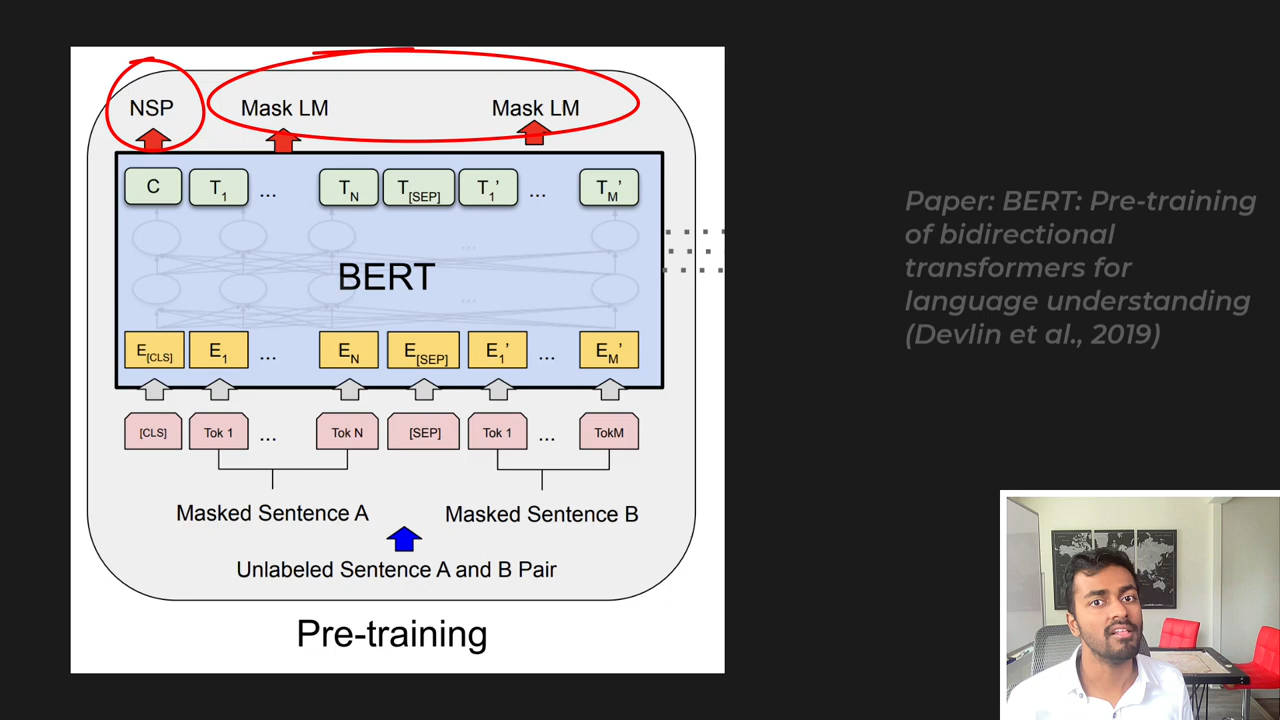 NSP Mask LM Mask LM
C T1 ... TN T[SEP] T1' ... TM'
... 
BERT
...
E[CLS] E1 ... EN E[SEP] E1' ... EM'
[CLS] Tok 1 ... Tok N [SEP] Tok 1 ... TokM
Masked Sentence A Masked Sentence B
Unlabeled Sentence A and B Pair
Pre-training
Paper: BERT: Pre-training
of bidirectional
transformers for
language understanding
(Devlin et al., 2019)